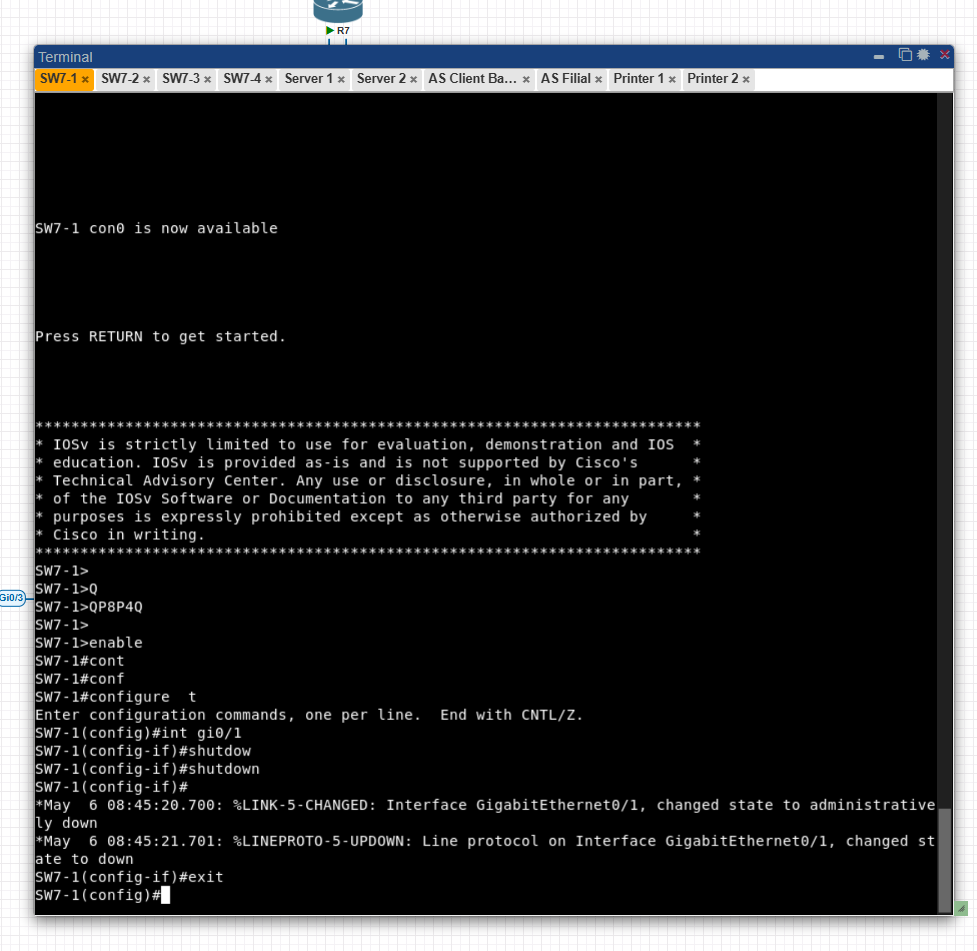 R7
Terminal
SW7-1 × SW7-2 × SW7-3 × SW7-4 × Server 1 × Server 2 × AS Client Ba... × AS Filial × Printer 1 × Printer 2 ×
SW7-1 con0 is now available
Press RETURN to get started.
**************************************************************************
* IOSv is strictly limited to use for evaluation, demonstration and IOS  *
* education. IOSv is provided as-is and is not supported by Cisco's      *
* Technical Advisory Center. Any use or disclosure, in whole or in part, *
* of the IOSv Software or Documentation to any third party for any       *
* purposes is expressly prohibited except as otherwise authorized by     *
* Cisco in writing.                                                      *
**************************************************************************
SW7-1>
SW7-1>Q
Gi0/3
SW7-1>QP8P4Q
SW7-1>
SW7-1>enable
SW7-1#cont
SW7-1#conf
SW7-1#configure  t
Enter configuration commands, one per line.  End with CNTL/Z.
SW7-1(config)#int gi0/1
SW7-1(config-if)#shutdow
SW7-1(config-if)#shutdown
SW7-1(config-if)#
*May  6 08:45:20.700: %LINK-5-CHANGED: Interface GigabitEthernet0/1, changed state to administrative
ly down
*May  6 08:45:21.701: %LINEPROTO-5-UPDOWN: Line protocol on Interface GigabitEthernet0/1, changed st
ate to down
SW7-1(config-if)#exit
SW7-1(config)#